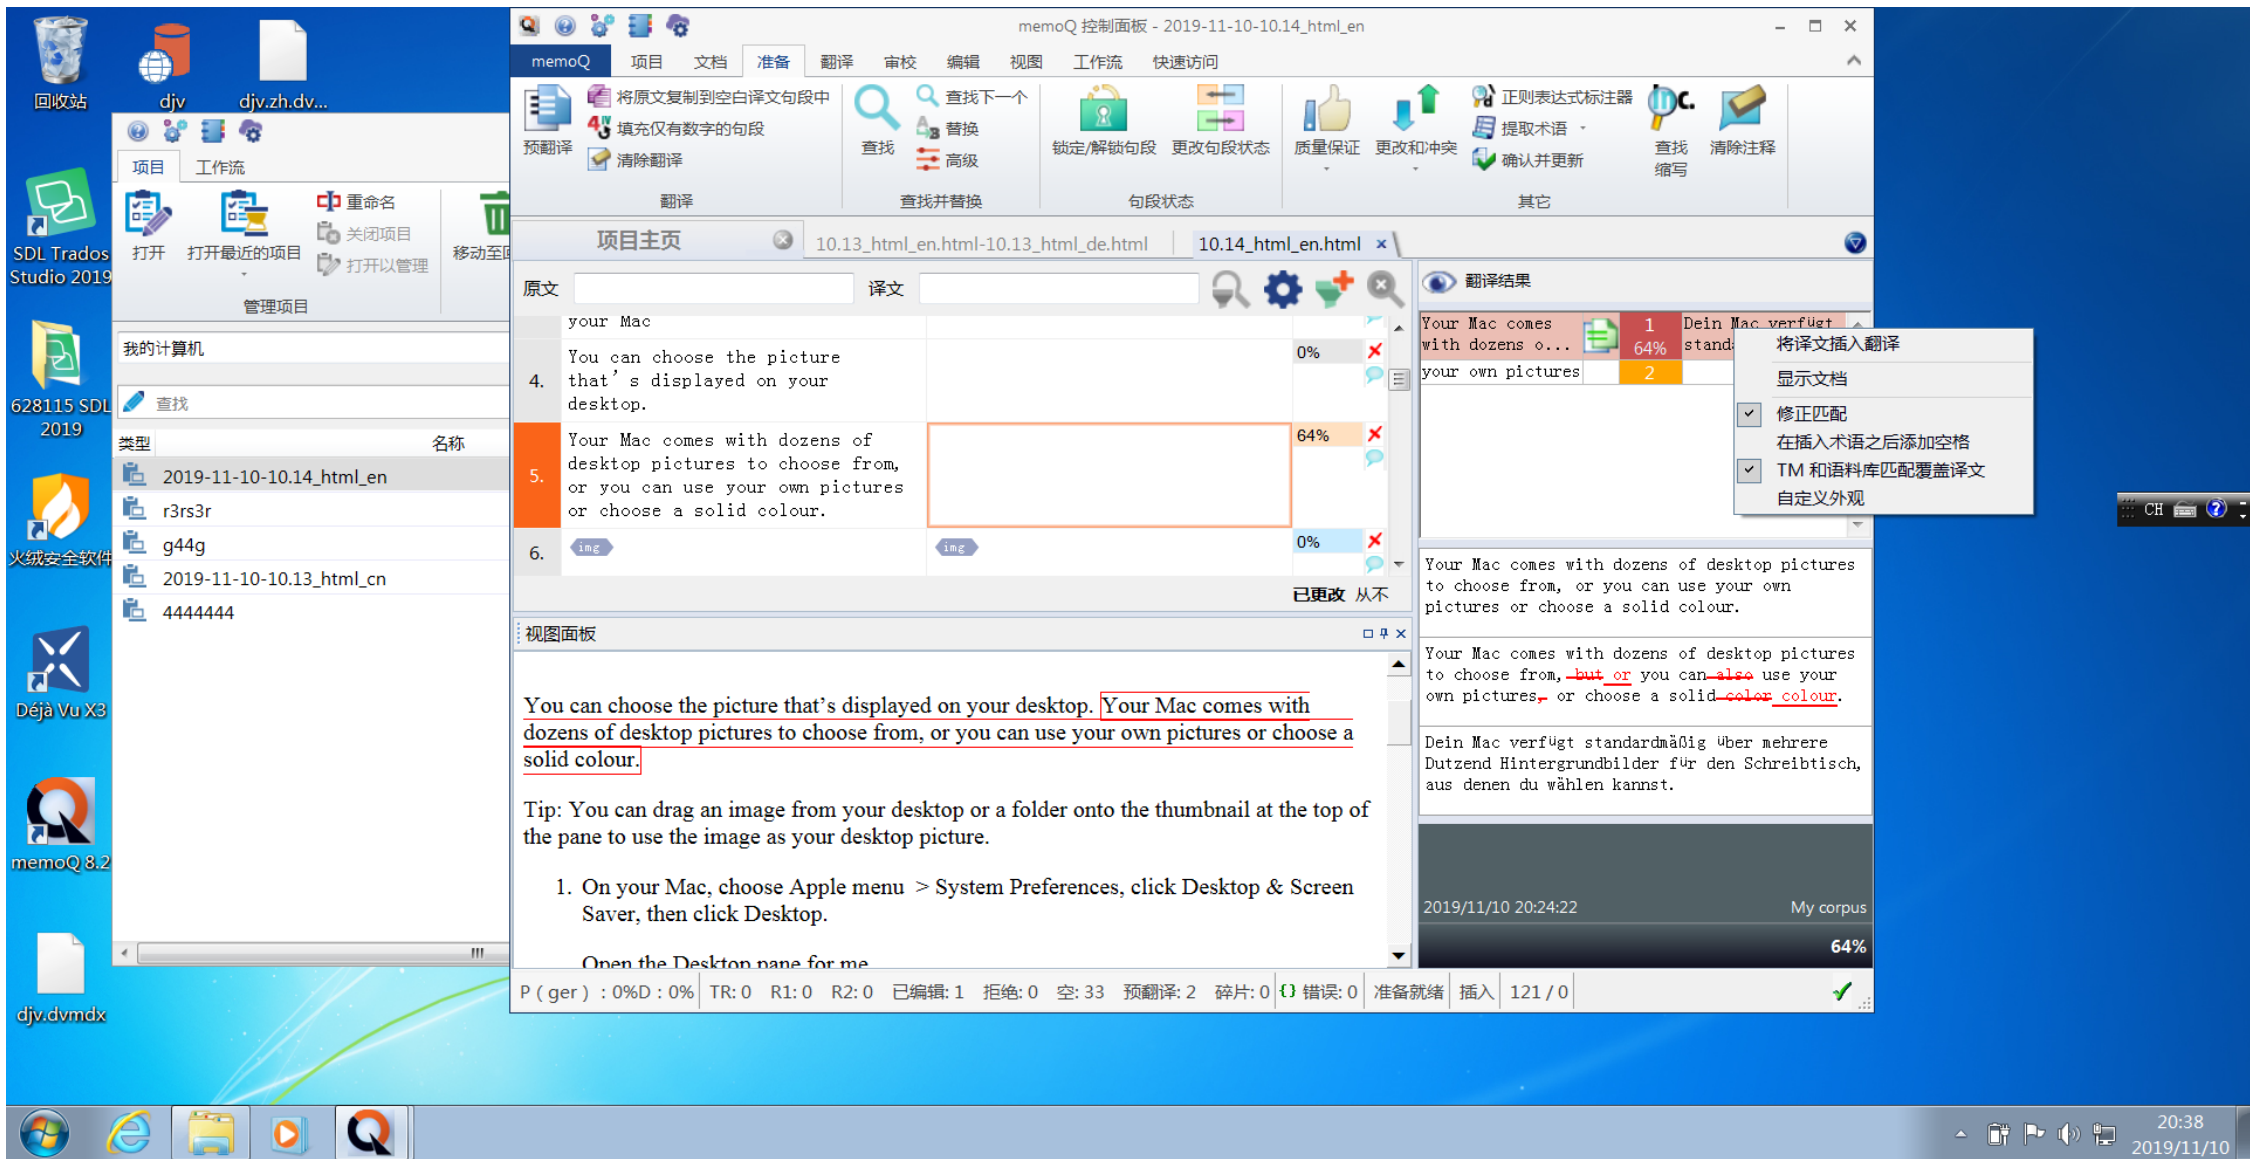 回收站
djv
djv.zh.dv...
SDL Trados
Studio 2019
628115 SDL
2019
火绒安全软件
Déjà Vu X3
memoQ 8.2
djv.dvmdx
项目
工作流
打开
打开最近的项目
重命名
关闭项目
打开以管理
管理项目
我的计算机
查找
类型
名称
2019-11-10-10.14_html_en
r3rs3r
g44g
2019-11-10-10.13_html_cn
4444444
memoQ 控制面板 - 2019-11-10-10.14_html_en
memoQ 项目 文档 准备 翻译 审校 编辑 视图 工作流 快速访问
预翻译
将原文复制到空白译文句段中
填充仅有数字的句段
清除翻译
翻译
查找
查找下一个
替换
高级
查找并替换
锁定/解锁句段
更改句段状态
句段状态
质量保证
更改和冲突
正则表达式标注器
提取术语
确认并更新
查找
缩写
清除注释
其它
项目主页
10.13_html_en.html-10.13_html_de.html
10.14_html_en.html
原文
译文
your Mac
4.
You can choose the picture
that's displayed on your
desktop.
0%
5.
Your Mac comes with dozens of
desktop pictures to choose from,
or you can use your own pictures
or choose a solid colour.
64%
6. img img 0%
已更改 从不
视图面板
You can choose the picture that’s displayed on your desktop. Your Mac comes with
dozens of desktop pictures to choose from, or you can use your own pictures or choose a
solid colour.
Tip: You can drag an image from your desktop or a folder onto the thumbnail at the top of
the pane to use the image as your desktop picture.
1. On your Mac, choose Apple menu > System Preferences, click Desktop & Screen
Saver, then click Desktop.
Open the Desktop pane for me
翻译结果
Your Mac comes
with dozens o...
1
64%
Dein Mac verfügt
your own pictures 2
将译文插入翻译
显示文档
修正匹配
在插入术语之后添加空格
TM 和语料库匹配覆盖译文
自定义外观
Your Mac comes with dozens of desktop pictures
to choose from, or you can use your own
pictures or choose a solid colour.
Your Mac comes with dozens of desktop pictures
to choose from, but or you can also use your
own pictures, or choose a solid color colour.
Dein Mac verfügt standardmäßig über mehrere
Dutzend Hintergrundbilder für den Schreibtisch,
aus denen du wählen kannst.
2019/11/10 20:24:22 My corpus
64%
P ( ger ) : 0%D : 0% TR: 0 R1: 0 R2: 0 已编辑: 1 拒绝: 0 空: 33 预翻译: 2 碎片: 0 {} 错误: 0 准备就绪 插入 121 / 0
CH
20:38
2019/11/10